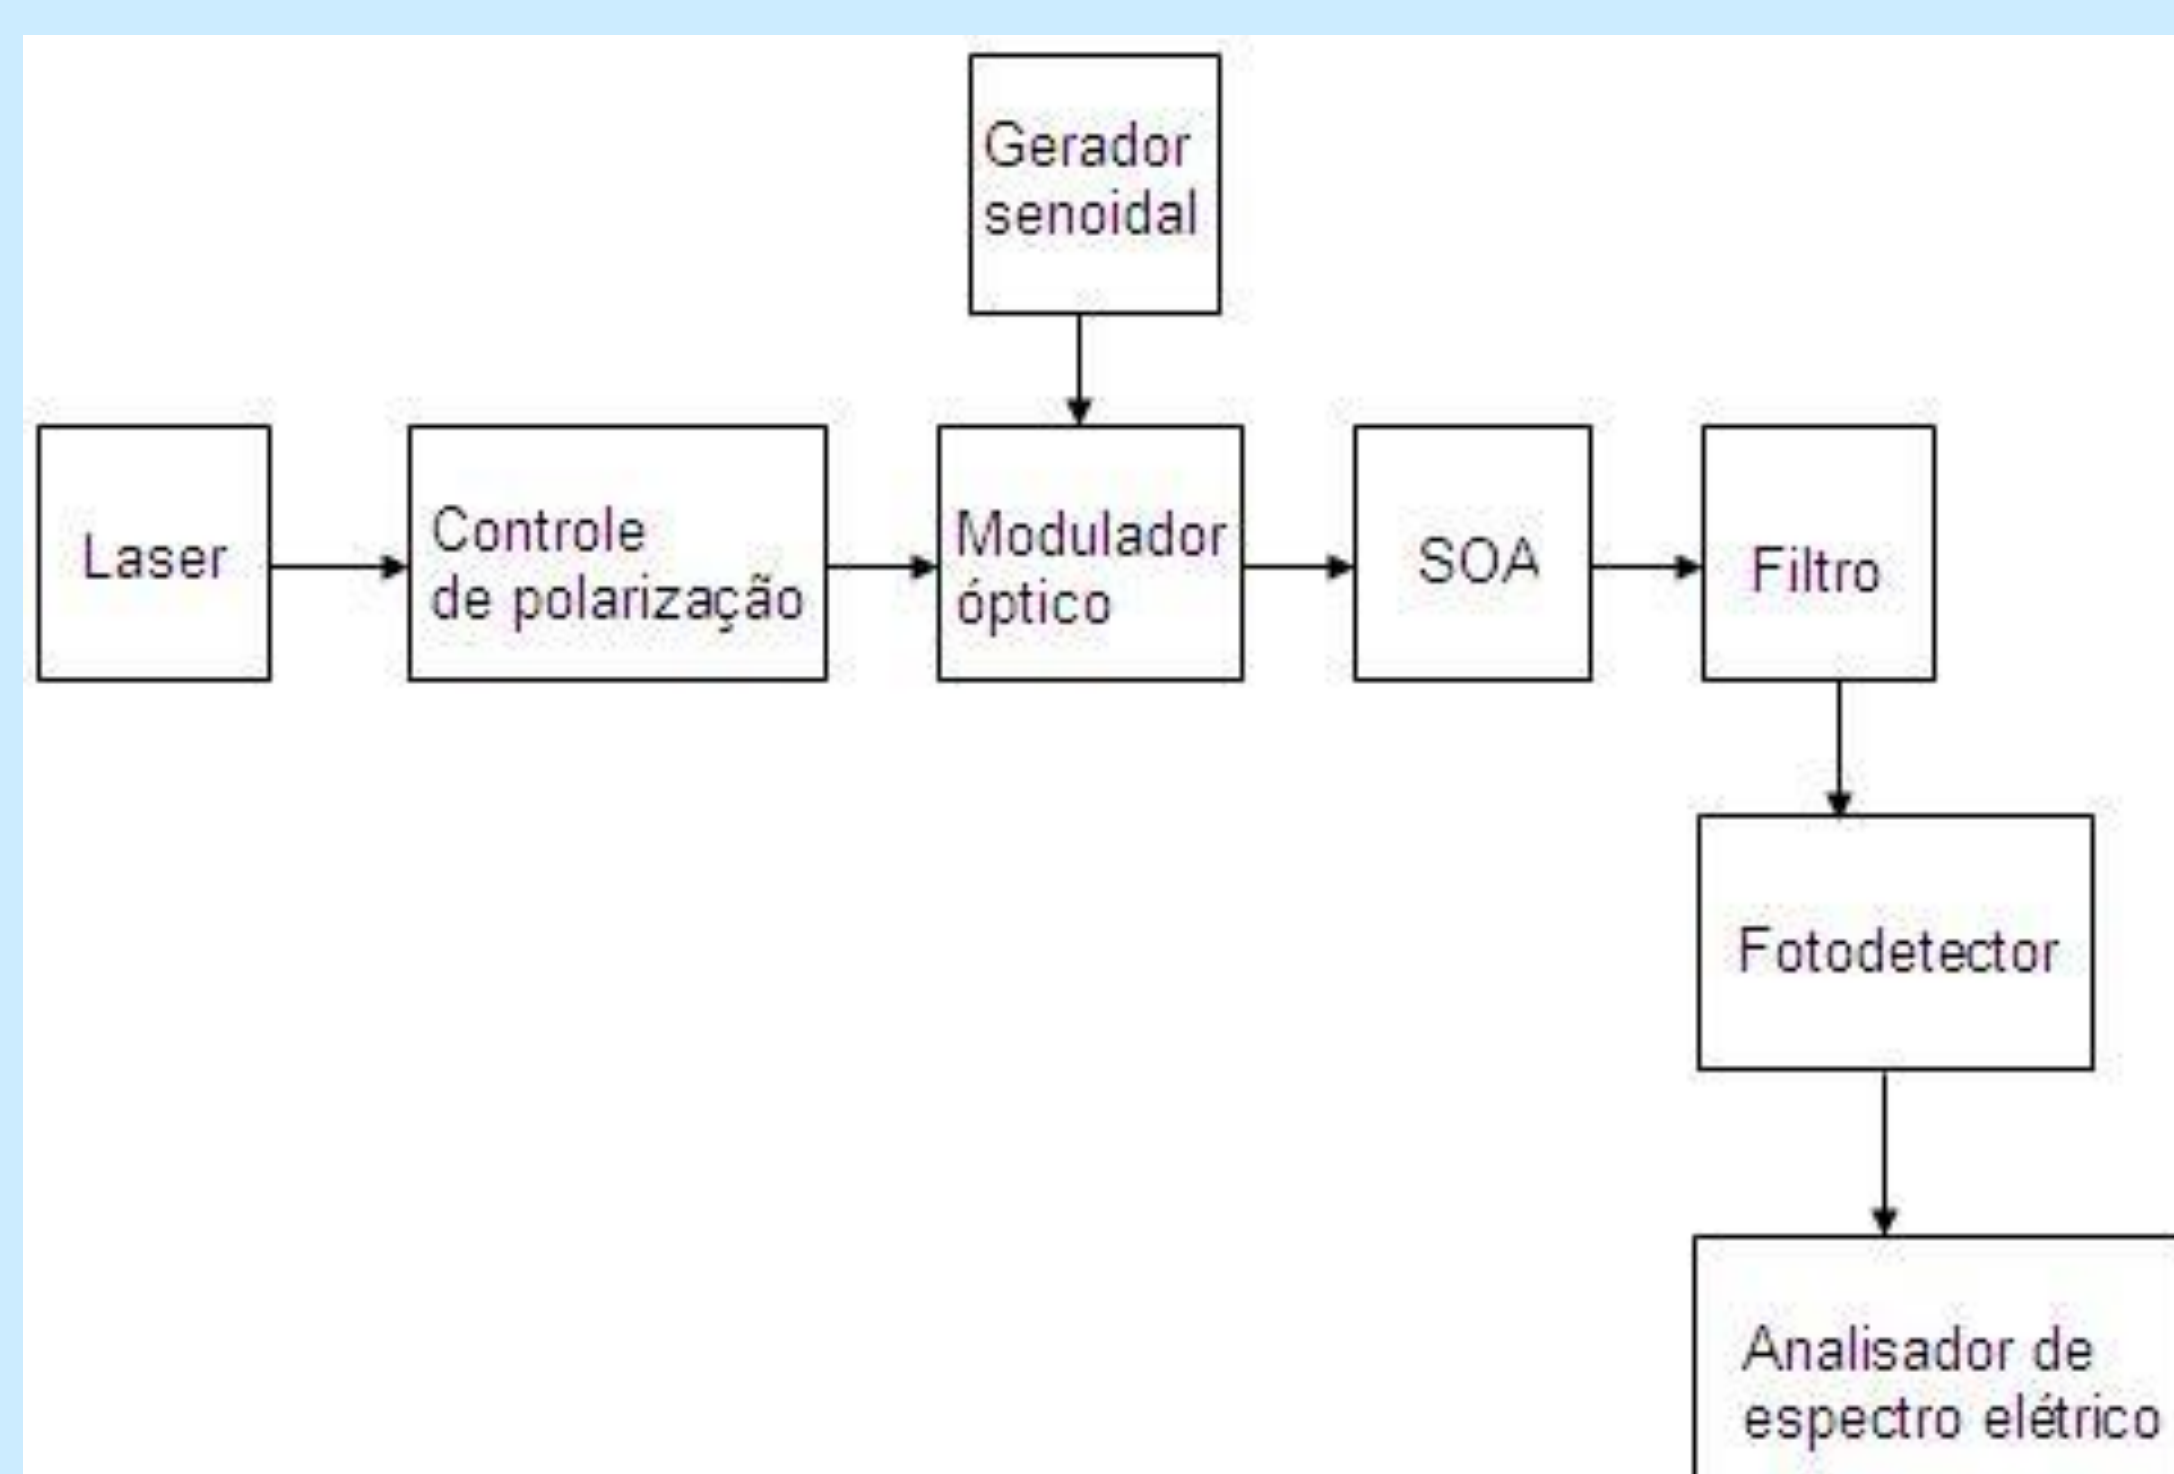 Gerador
senoidal
Laser
Controle
de polarização
Modulador
óptico
SOA
Filtro
Fotodetector
Analisador de
espectro elétrico